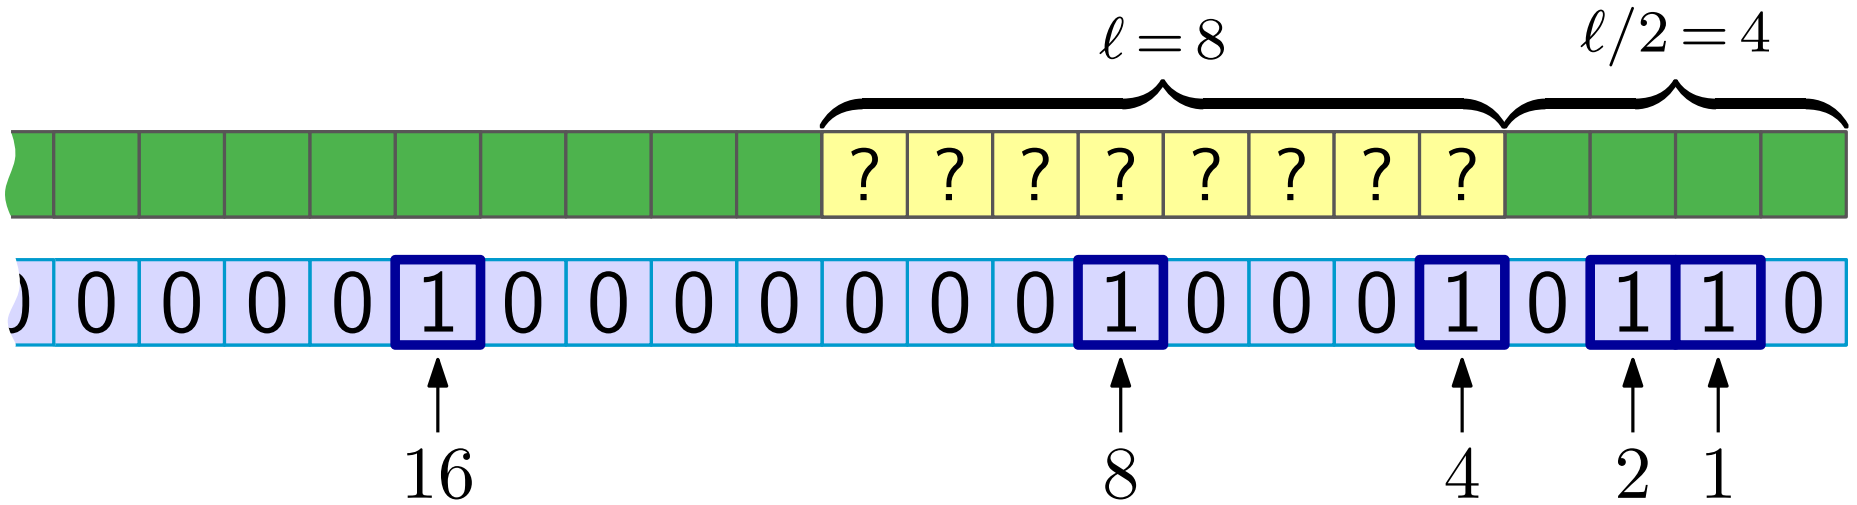 ℓ = 8 ℓ/2 = 4
? ? ? ? ? ? ? ?
0 0 0 0 0 1 0 0 0 0 0 0 0 1 0 0 0 1 0 1 1 0
16 8 4 2 1